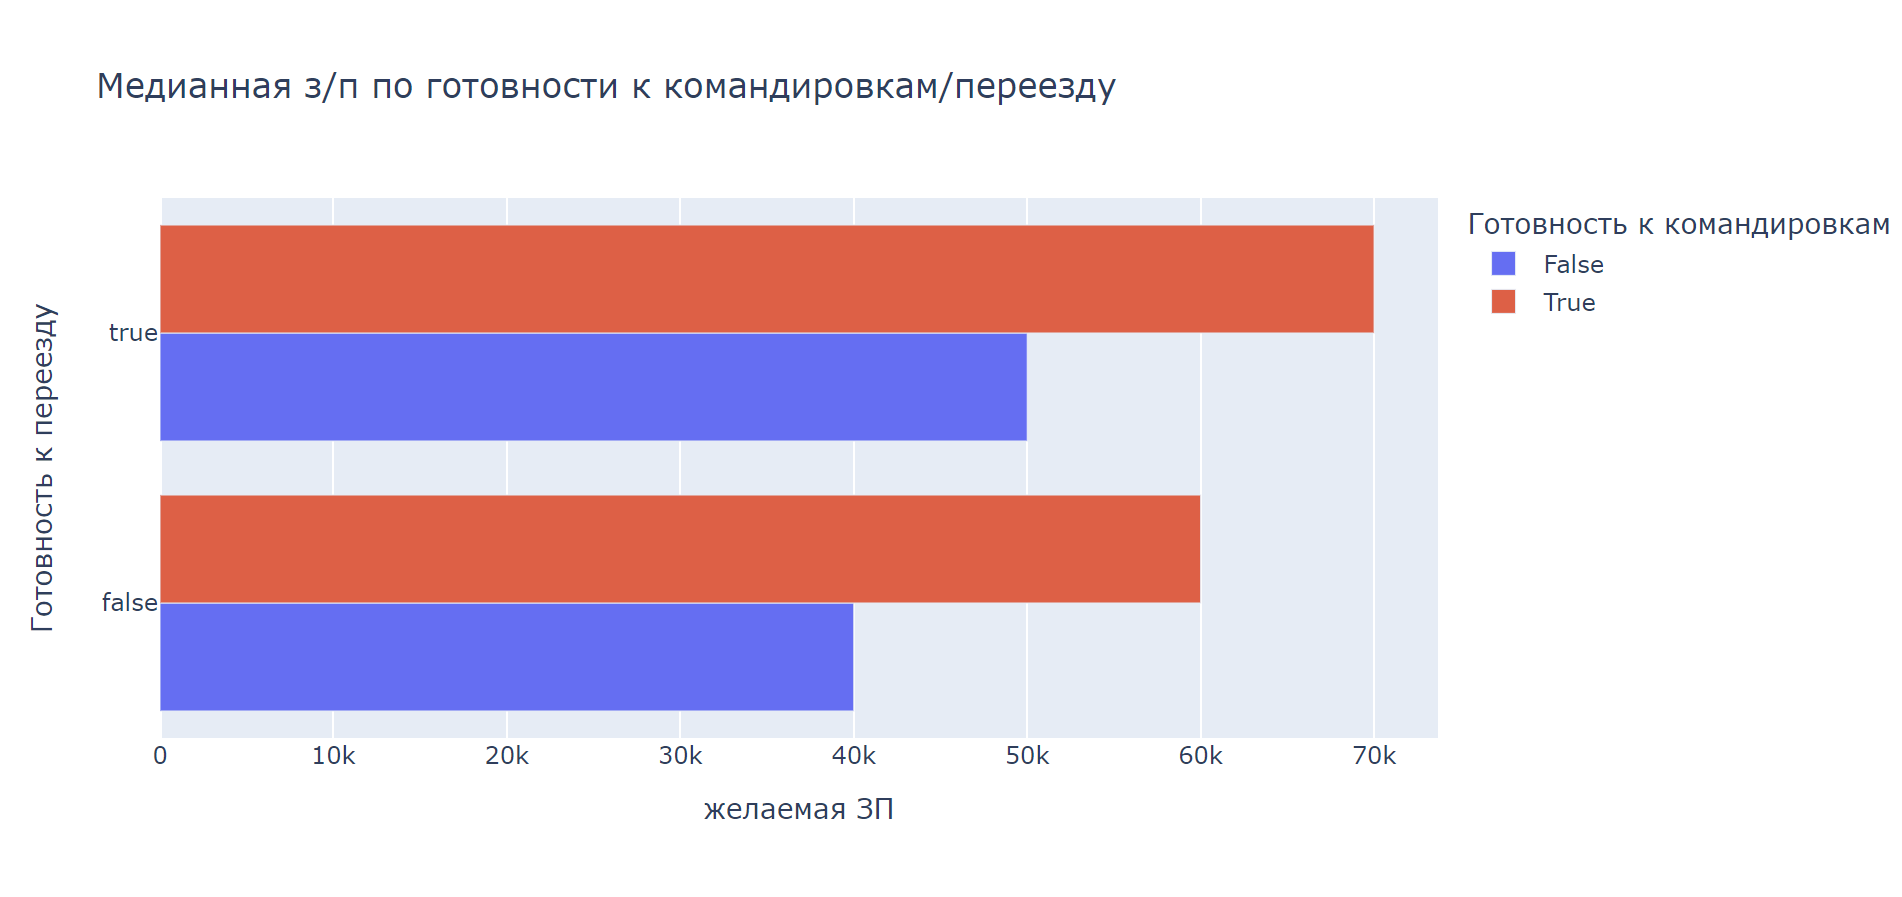 Медианная з/п по готовности к командировкам/переезду
Готовность к переезду
true
false
0
10k
20k
30k
40k
50k
60k
70k
желаемая ЗП
Готовность к командировкам
False
True